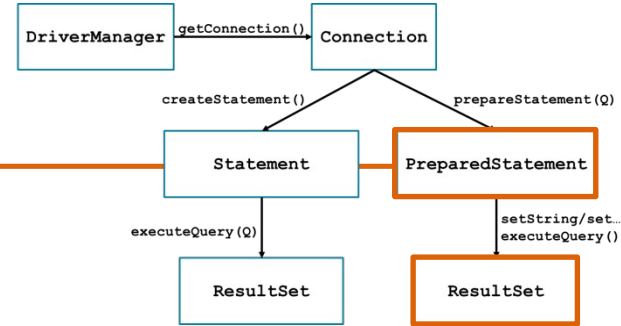 DriverManager
getConnection()
Connection
createStatement()
prepareStatement(Q)
Statement
PreparedStatement
executeQuery(Q)
setString/set…
executeQuery()
ResultSet
ResultSet